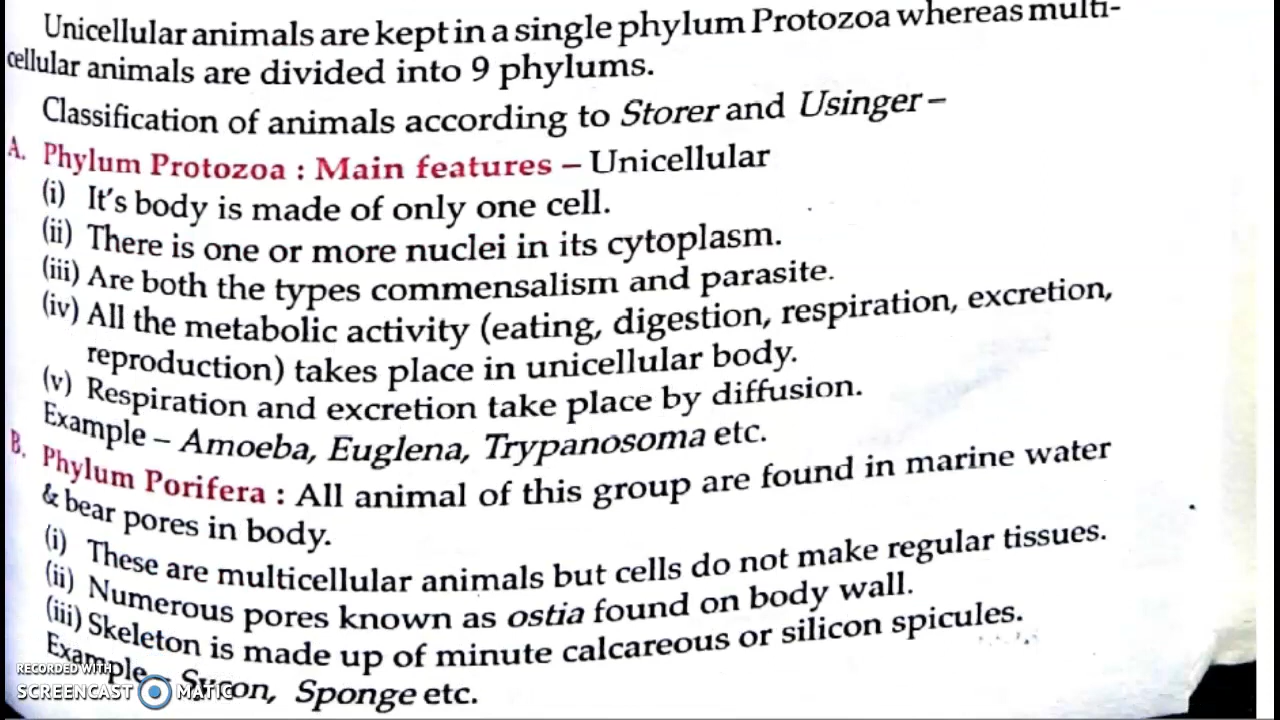 Unicellular animals are kept in a single phylum Protozoa whereas multi-
cellular animals are divided into 9 phylums.
Classification of animals according to Storer and Usinger –
A. Phylum Protozoa : Main features – Unicellular
(i) It's body is made of only one cell.
(ii) There is one or more nuclei in its cytoplasm.
(iii) Are both the types commensalism and parasite.
(iv) All the metabolic activity (eating, digestion, respiration, excretion,
reproduction) takes place in unicellular body.
(v) Respiration and excretion take place by diffusion.
Example – Amoeba, Euglena, Trypanosoma etc.
B. Phylum Porifera : All animal of this group are found in marine water
& bear pores in body.
(i) These are multicellular animals but cells do not make regular tissues.
(ii) Numerous pores known as ostia found on body wall.
(iii) Skeleton is made up of minute calcareous or silicon spicules.
Example – Sycon, Sponge etc.
RECORDED WITH
SCREENCAST MATIC